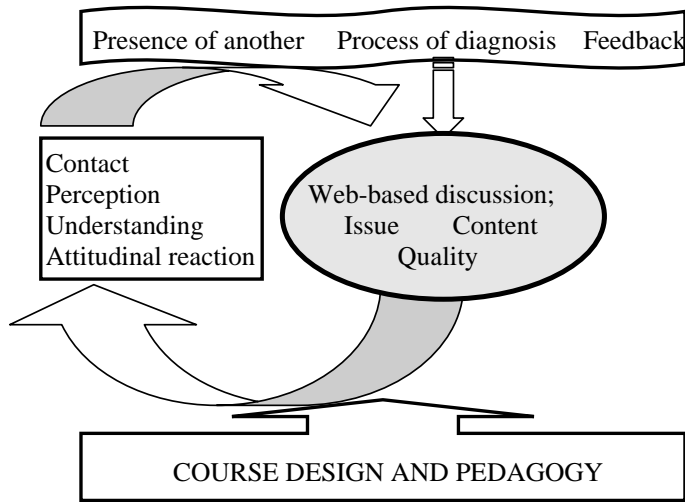 Presence of another Process of diagnosis Feedback
Contact
Perception
Understanding
Attitudinal reaction
Web-based discussion;
Issue Content
Quality
COURSE DESIGN AND PEDAGOGY